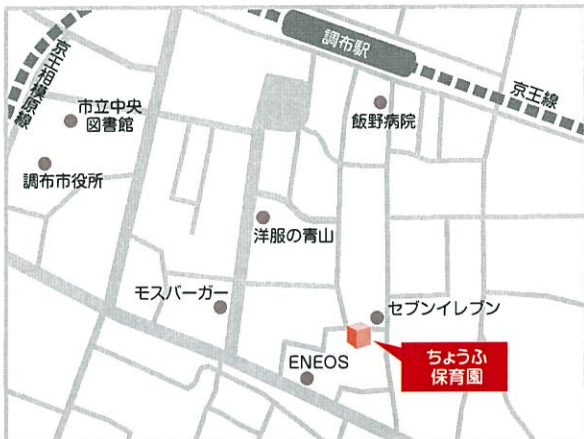 調布駅
京王線
京王相模原線
市立中央
図書館
飯野病院
調布市役所
洋服の青山
モスバーガー
セブンイレブン
ENEOS
ちょうふ
保育園